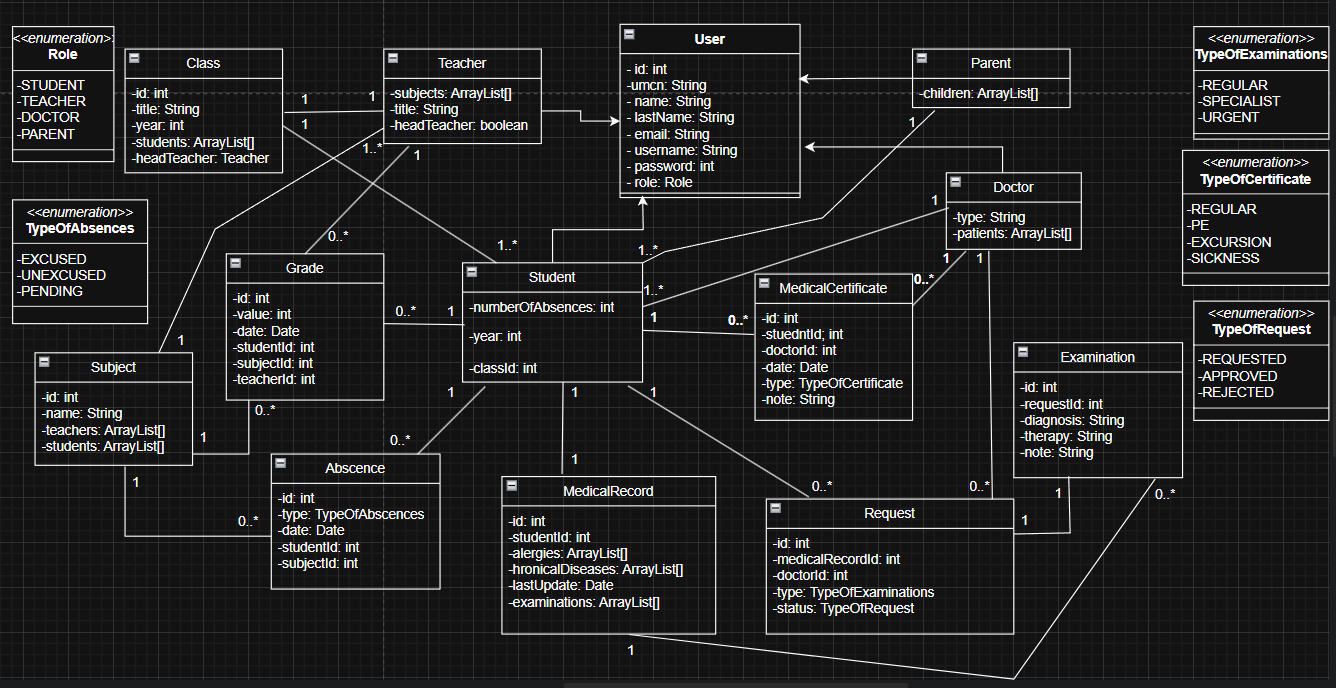 <<enumeration>>
Role
-STUDENT
-TEACHER
-DOCTOR
-PARENT
Class
-id: int
-title: String
-year: int
-students: ArrayList[]
-headTeacher: Teacher
Teacher
-subjects: ArrayList[]
-title: String
-headTeacher: boolean
User
- id: int
-umcn: String
- name: String
- lastName: String
- email: String
- username: String
- password: int
- role: Role
Parent
-children: ArrayList[]
<<enumeration>>
TypeOfExaminations
-REGULAR
-SPECIALIST
-URGENT
1
1
1
1..*
1
1
<<enumeration>>
TypeOfCertificate
-REGULAR
-PE
-EXCURSION
-SICKNESS
Doctor
-type: String
-patients: ArrayList[]
1
1
1
<<enumeration>>
TypeOfAbsences
-EXCUSED
-UNEXCUSED
-PENDING
0..*
1..*
1..*
Grade
-id: int
-value: int
-date: Date
-studentId: int
-subjectId: int
-teacherId: int
0..*
1
Student
-numberOfAbsences: int
-year: int
-classId: int
1..*
1
0..*
0..*
MedicalCertificate
-id: int
-stuedntId; int
-doctorId: int
-date: Date
-type: TypeOfCertificate
-note: String
<<enumeration>>
TypeOfRequest
-REQUESTED
-APPROVED
-REJECTED
1
Subject
-id: int
-name: String
-teachers: ArrayList[]
-students: ArrayList[]
0..*
1
1
0..*
1
1
1
Examination
-id: int
-requestId: int
-diagnosis: String
-therapy: String
-note: String
Abscence
-id: int
-type: TypeOfAbscences
-date: Date
-studentId: int
-subjectId: int
0..*
1
MedicalRecord
-id: int
-studentId: int
-alergies: ArrayList[]
-hronicalDiseases: ArrayList[]
-lastUpdate: Date
-examinations: ArrayList[]
0..*
0..*
1
0..*
Request
-id: int
-medicalRecordId: int
-doctorId: int
-type: TypeOfExaminations
-status: TypeOfRequest
1
1